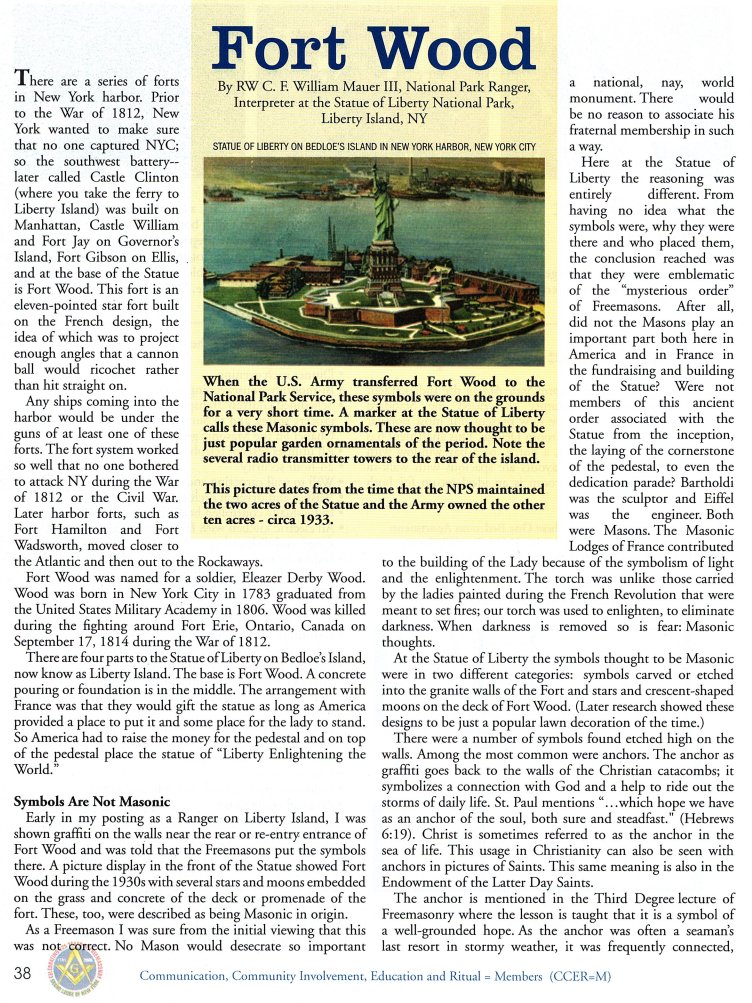 Fort Wood
By RW C. F. William Mauer III, National Park Ranger,
Interpreter at the Statue of Liberty National Park,
Liberty Island, NY
STATUE OF LIBERTY ON BEDLOE'S ISLAND IN NEW YORK HARBOR, NEW YORK CITY
When the U.S. Army transferred Fort Wood to the
National Park Service, these symbols were on the grounds
for a very short time. A marker at the Statue of Liberty
calls these Masonic symbols. These are now thought to be
just popular garden ornamentals of the period. Note the
several radio transmitter towers to the rear of the island.
This picture dates from the time that the NPS maintained
the two acres of the Statue and the Army owned the other
ten acres - circa 1933.
There are a series of forts
in New York harbor. Prior
to the War of 1812, New
York wanted to make sure
that no one captured NYC;
so the southwest battery--
later called Castle Clinton
(where you take the ferry to
Liberty Island) was built on
Manhattan, Castle William
and Fort Jay on Governor's
Island, Fort Gibson on Ellis,
and at the base of the Statue
is Fort Wood. This fort is an
eleven-pointed star fort built
on the French design, the
idea of which was to project
enough angles that a cannon
ball would ricochet rather
than hit straight on.
Any ships coming into the
harbor would be under the
guns of at least one of these
forts. The fort system worked
so well that no one bothered
to attack NY during the War
of 1812 or the Civil War.
Later harbor forts, such as
Fort Hamilton and Fort
Wadsworth, moved closer to
the Atlantic and then out to the Rockaways.
Fort Wood was named for a soldier, Eleazer Derby Wood.
Wood was born in New York City in 1783 graduated from
the United States Military Academy in 1806. Wood was killed
during the fighting around Fort Erie, Ontario, Canada on
September 17, 1814 during the War of 1812.
There are four parts to the Statue of Liberty on Bedloe's Island,
now know as Liberty Island. The base is Fort Wood. A concrete
pouring or foundation is in the middle. The arrangement with
France was that they would gift the statue as long as America
provided a place to put it and some place for the lady to stand.
So America had to raise the money for the pedestal and on top
of the pedestal place the statue of "Liberty Enlightening the
World."
Symbols Are Not Masonic
Early in my posting as a Ranger on Liberty Island, I was
shown graffiti on the walls near the rear or re-entry entrance of
Fort Wood and was told that the Freemasons put the symbols
there. A picture display in the front of the Statue showed Fort
Wood during the 1930s with several stars and moons embedded
on the grass and concrete of the deck or promenade of the
fort. These, too, were described as being Masonic in origin.
As a Freemason I was sure from the initial viewing that this
was not correct. No Mason would desecrate so important
a national, nay, world
monument. There would
be no reason to associate his
fraternal membership in such
a way.
Here at the Statue of
Liberty the reasoning was
entirely different. From
having no idea what the
symbols were, why they were
there and who placed them,
the conclusion reached was
that they were emblematic
of the "mysterious order"
of Freemasons. After all,
did not the Masons play an
important part both here in
America and in France in
the fundraising and building
of the Statue? Were not
members of this ancient
order associated with the
Statue from the inception,
the laying of the cornerstone
of the pedestal, to even the
dedication parade? Bartholdi
was the sculptor and Eiffel
was the engineer. Both
were Masons. The Masonic
Lodges of France contributed
to the building of the Lady because of the symbolism of light
and the enlightenment. The torch was unlike those carried
by the ladies painted during the French Revolution that were
meant to set fires; our torch was used to enlighten, to eliminate
darkness. When darkness is removed so is fear: Masonic
thoughts.
At the Statue of Liberty the symbols thought to be Masonic
were in two different categories: symbols carved or etched
into the granite walls of the Fort and stars and crescent-shaped
moons on the deck of Fort Wood. (Later research showed these
designs to be just a popular lawn decoration of the time.)
There were a number of symbols found etched high on the
walls. Among the most common were anchors. The anchor as
graffiti goes back to the walls of the Christian catacombs; it
symbolizes a connection with God and a help to ride out the
storms of daily life. St. Paul mentions "…which hope we have
as an anchor of the soul, both sure and steadfast." (Hebrews
6:19). Christ is sometimes referred to as the anchor in the
sea of life. This usage in Christianity can also be seen with
anchors in pictures of Saints. This same meaning is also in the
Endowment of the Latter Day Saints.
The anchor is mentioned in the Third Degree lecture of
Freemasonry where the lesson is taught that it is a symbol of
a well-grounded hope. As the anchor was often a seaman's
last resort in stormy weather, it was frequently connected,
38
G
Communication, Community Involvement, Education and Ritual = Members (CCER=M)